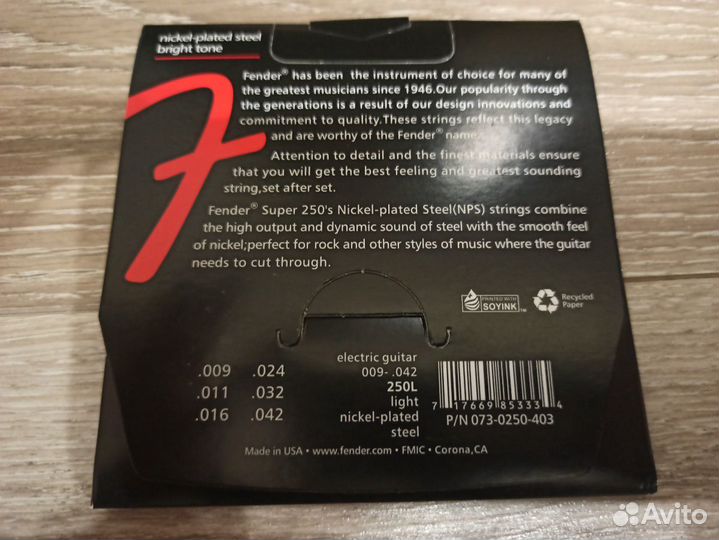 nickel-plated steel
bright tone
Fender® has been the instrument of choice for many of
the greatest musicians since 1946.Our popularity through
the generations is a result of our design innovations and
commitment to quality.These strings reflect this legacy
and are worthy of the Fender® name.
Attention to detail and the finest materials ensure
that you will get the best feeling and greatest sounding
string,set after set.
Fender® Super 250's Nickel-plated Steel(NPS) strings combine
the high output and dynamic sound of steel with the smooth feel
of nickel;perfect for rock and other styles of music where the guitar
needs to cut through.
PRINTED WITH
SOYINK™
Recycled
Paper
.009 .024
.011 .032
.016 .042
electric guitar
009- .042
250L
light
nickel-plated
steel
7 17669 85333 4
P/N 073-0250-403
Made in USA • www.fender.com • FMIC • Corona,CA
Avito